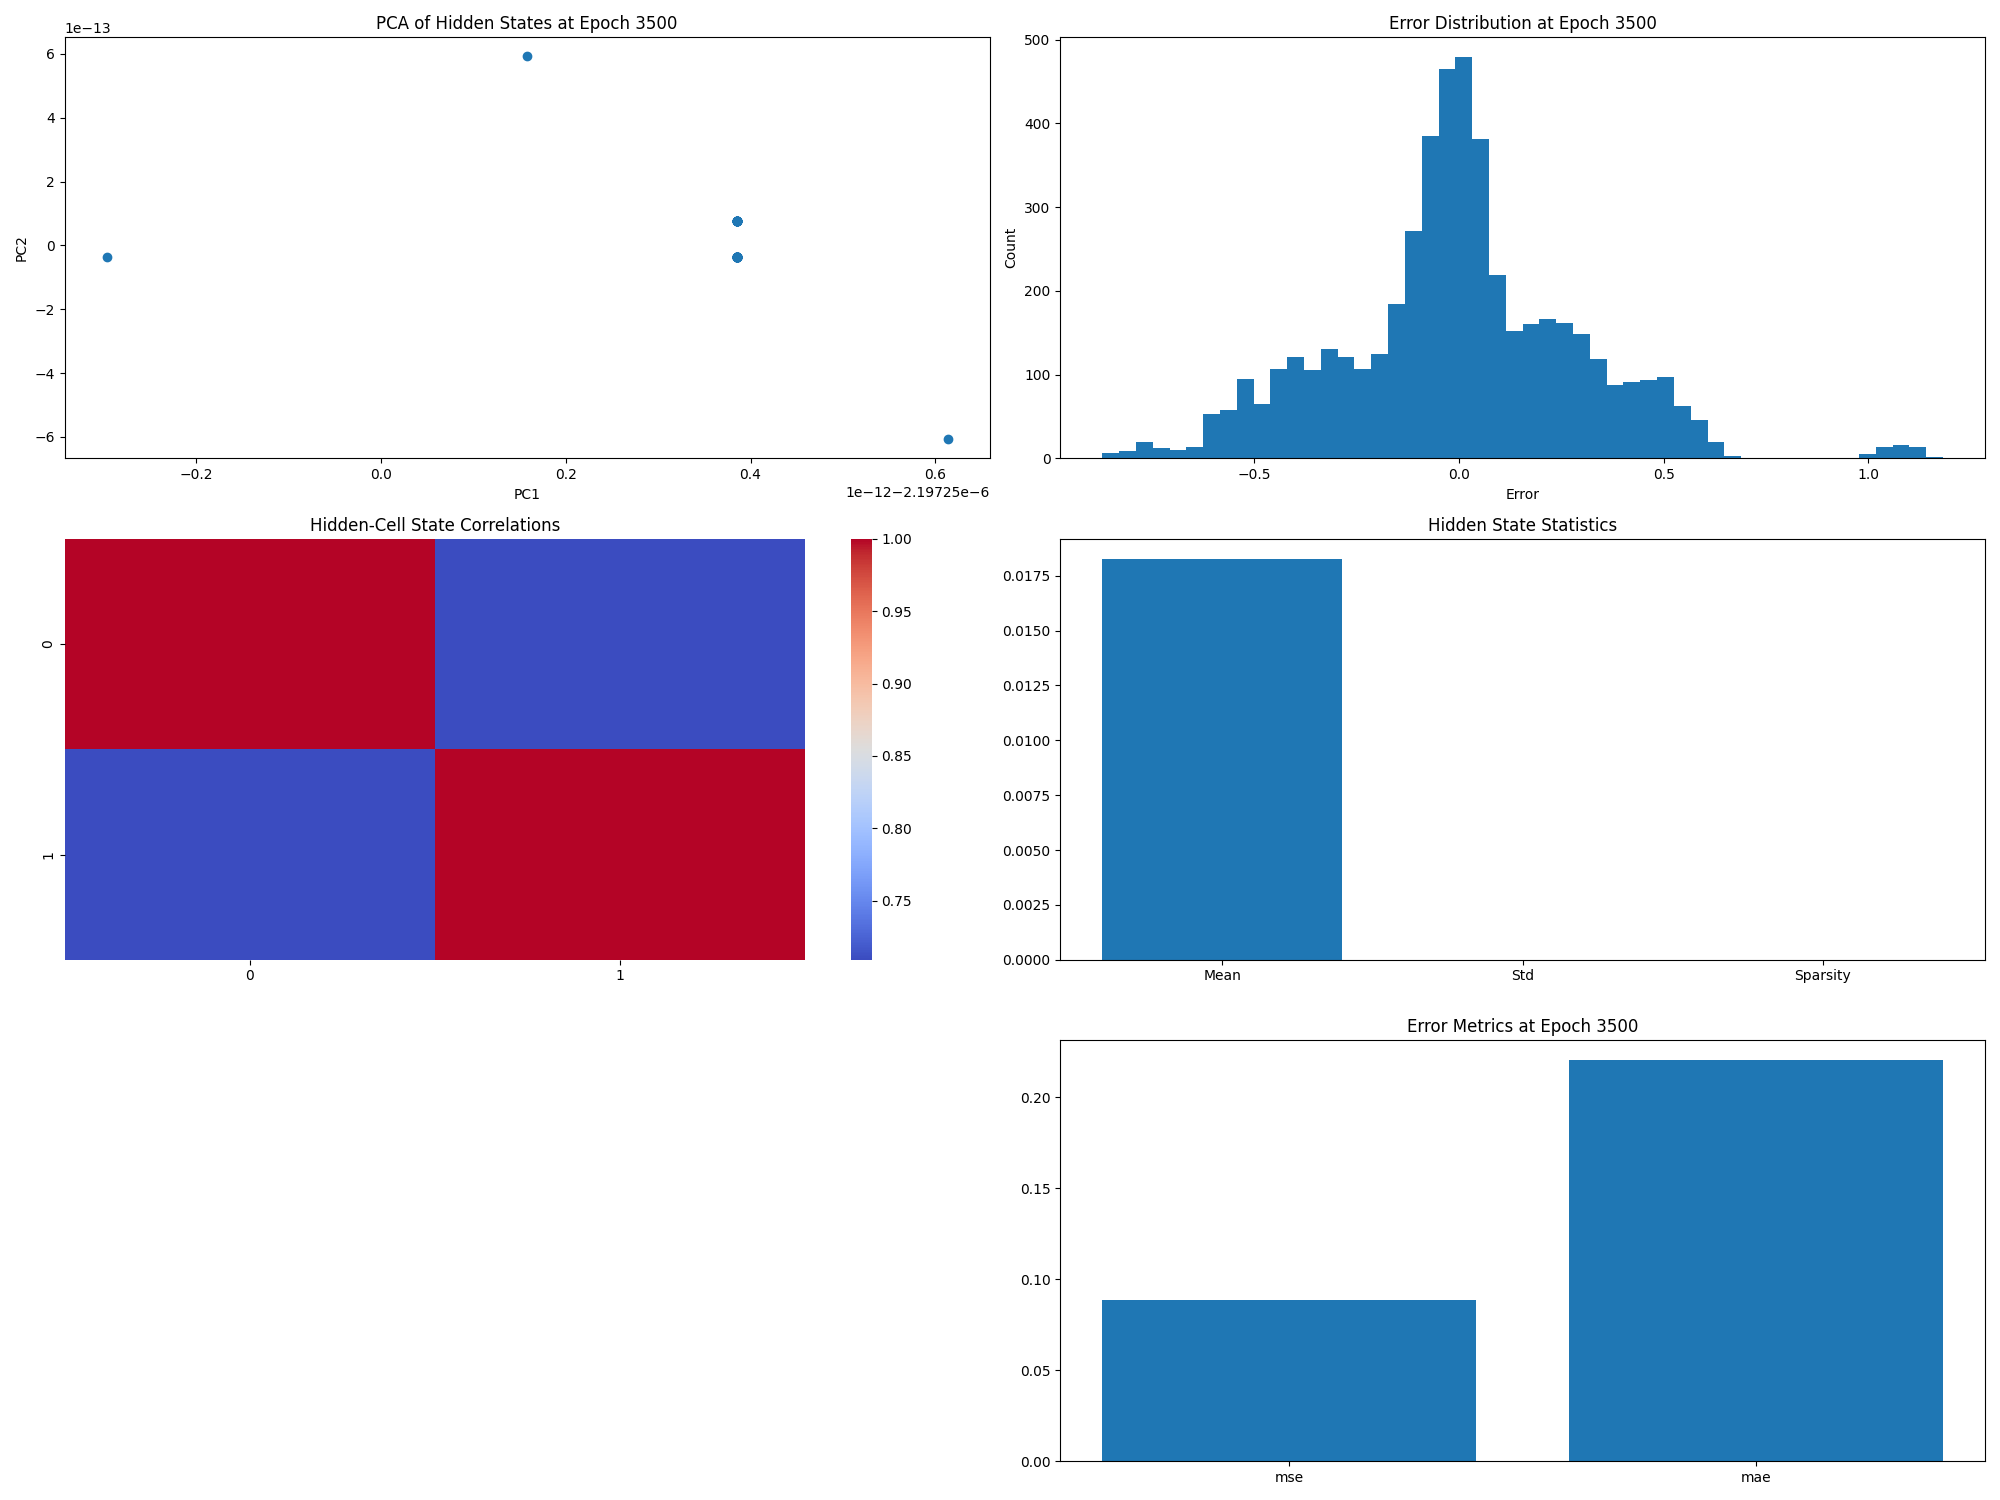 PCA of Hidden States at Epoch 3500
1e−13
6
4
2
0
−2
−4
−6
PC2
−0.2 0.0 0.2 0.4 0.6
1e−12−2.19725e−6
PC1
Error Distribution at Epoch 3500
500
400
300
200
100
0
Count
−0.5 0.0 0.5 1.0
Error
Hidden-Cell State Correlations
0
1
0 1
1.00
0.95
0.90
0.85
0.80
0.75
Hidden State Statistics
0.0175
0.0150
0.0125
0.0100
0.0075
0.0050
0.0025
0.0000
Mean Std Sparsity
Error Metrics at Epoch 3500
0.20
0.15
0.10
0.05
0.00
mse mae